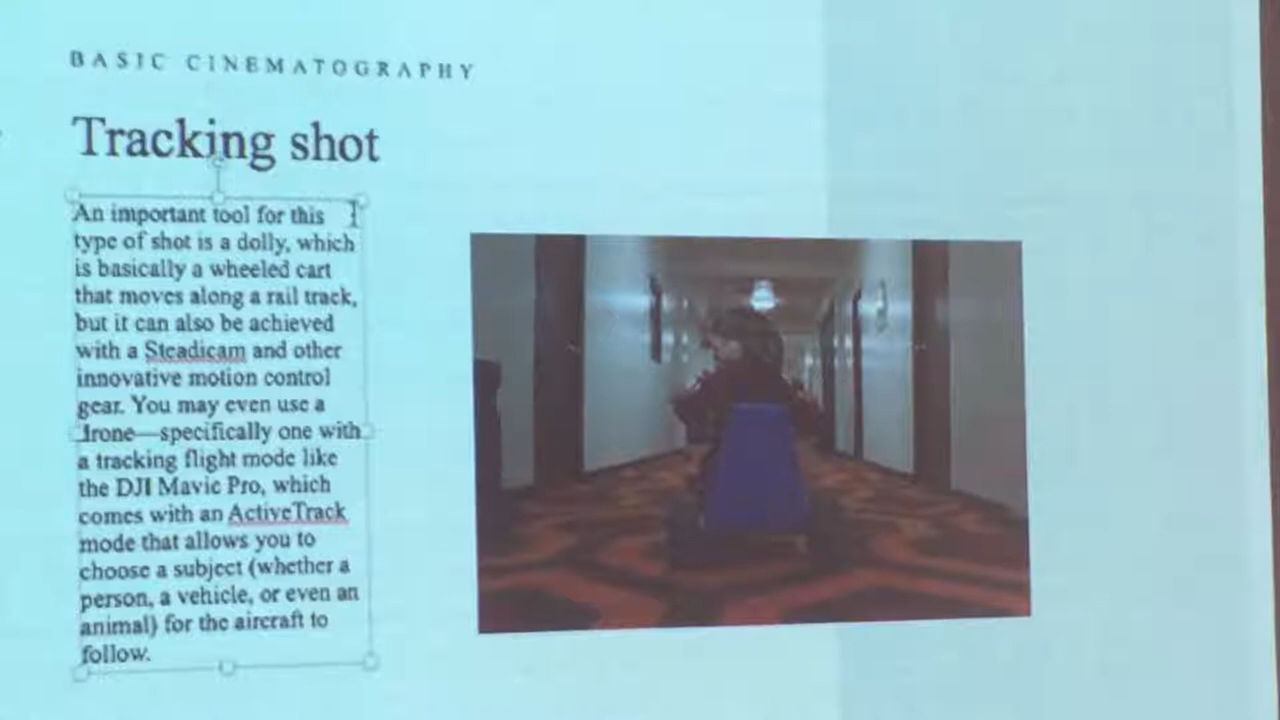 BASIC CINEMATOGRAPHY
Tracking shot
An important tool for this
type of shot is a dolly, which
is basically a wheeled cart
that moves along a rail track,
but it can also be achieved
with a Steadicam and other
innovative motion control
gear. You may even use a
drone—specifically one with
a tracking flight mode like
the DJI Mavic Pro, which
comes with an ActiveTrack
mode that allows you to
choose a subject (whether a
person, a vehicle, or even an
animal) for the aircraft to
follow.